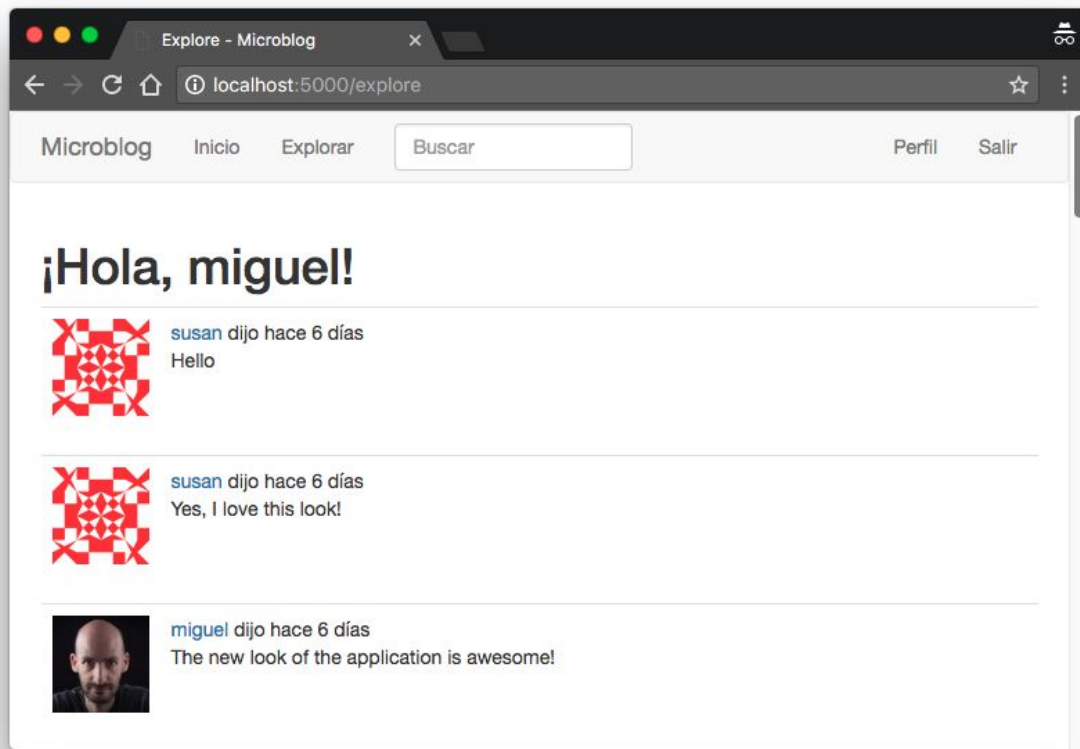 Explore - Microblog
localhost:5000/explore
Microblog Inicio Explorar Buscar Perfil Salir
¡Hola, miguel!
susan dijo hace 6 días
Hello
susan dijo hace 6 días
Yes, I love this look!
miguel dijo hace 6 días
The new look of the application is awesome!